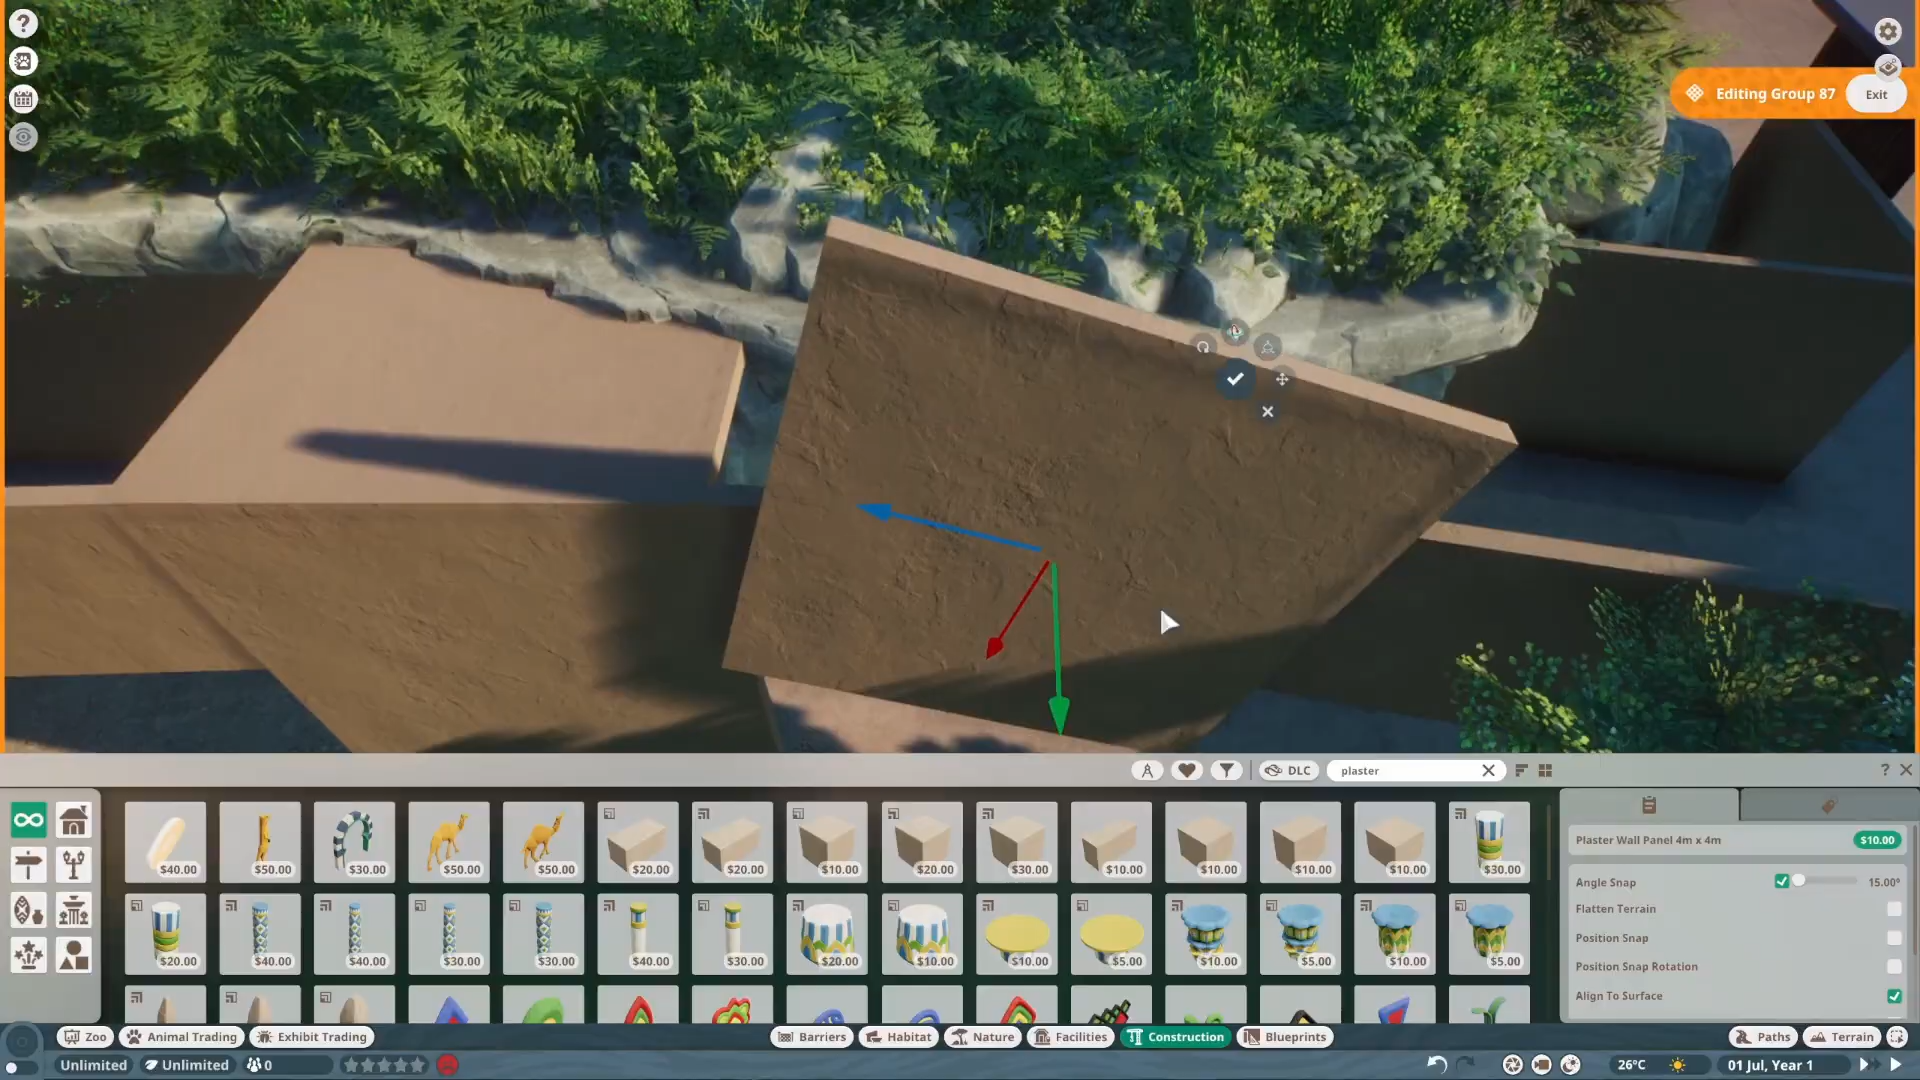 Editing Group 87
Exit
DLC
plaster
$40.00
$50.00
$30.00
$50.00
$50.00
$20.00
$20.00
$10.00
$20.00
$30.00
$10.00
$10.00
$10.00
$10.00
$30.00
$20.00
$40.00
$40.00
$30.00
$30.00
$40.00
$30.00
$20.00
$10.00
$10.00
$5.00
$10.00
$5.00
$10.00
$5.00
Plaster Wall Panel 4m x 4m
$10.00
Angle Snap
15.00°
Flatten Terrain
Position Snap
Position Snap Rotation
Align To Surface
Zoo
Animal Trading
Exhibit Trading
Barriers
Habitat
Nature
Facilities
Construction
Blueprints
Paths
Terrain
Unlimited
Unlimited
0
26°C
01 Jul, Year 1